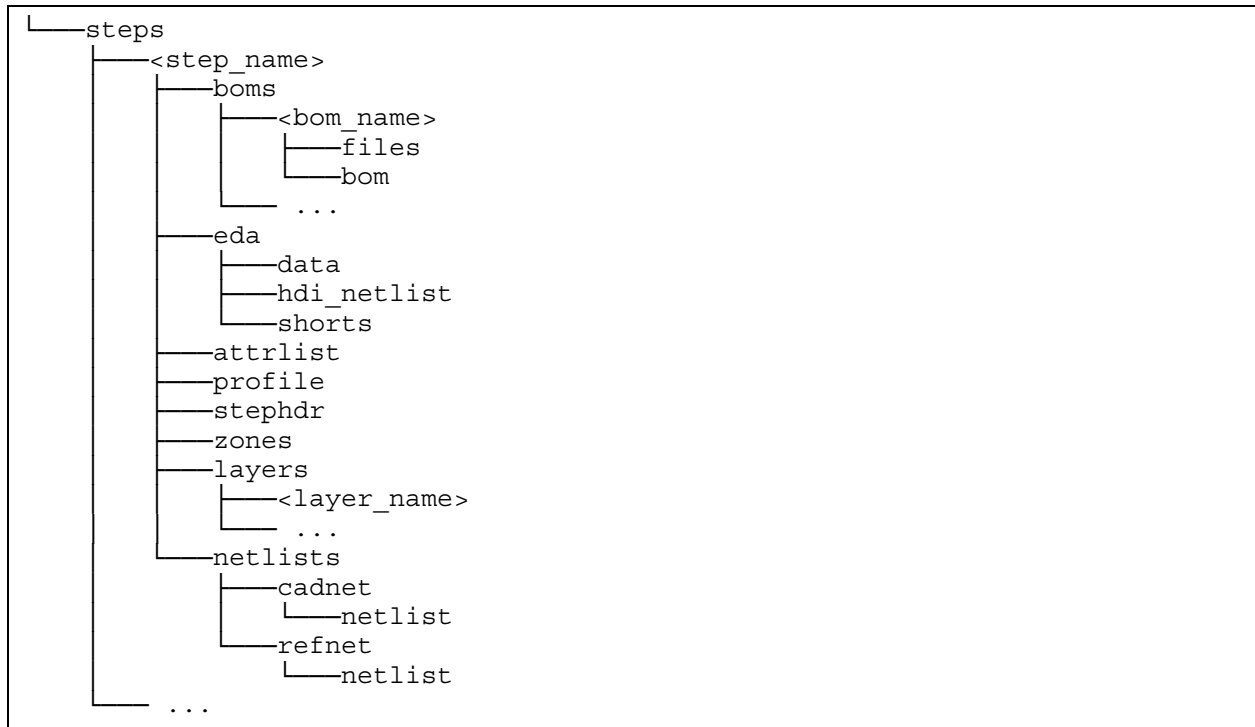 steps
<step_name>
boms
<bom_name>
files
bom
...
eda
data
hdi_netlist
shorts
attrlist
profile
stephdr
zones
layers
<layer_name>
...
netlists
cadnet
netlist
refnet
netlist
...